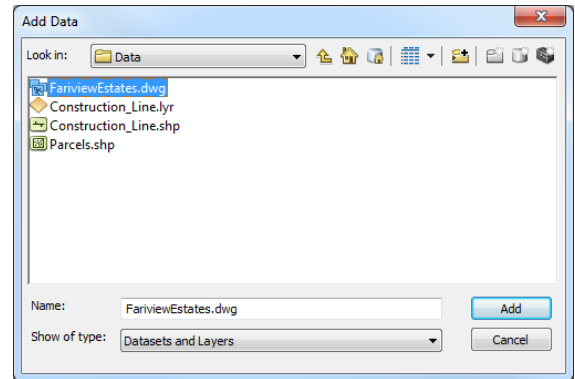 Add Data
Look in: Data
FariviewEstates.dwg
Construction_Line.lyr
Construction_Line.shp
Parcels.shp
Name: FariviewEstates.dwg Add
Show of type: Datasets and Layers Cancel